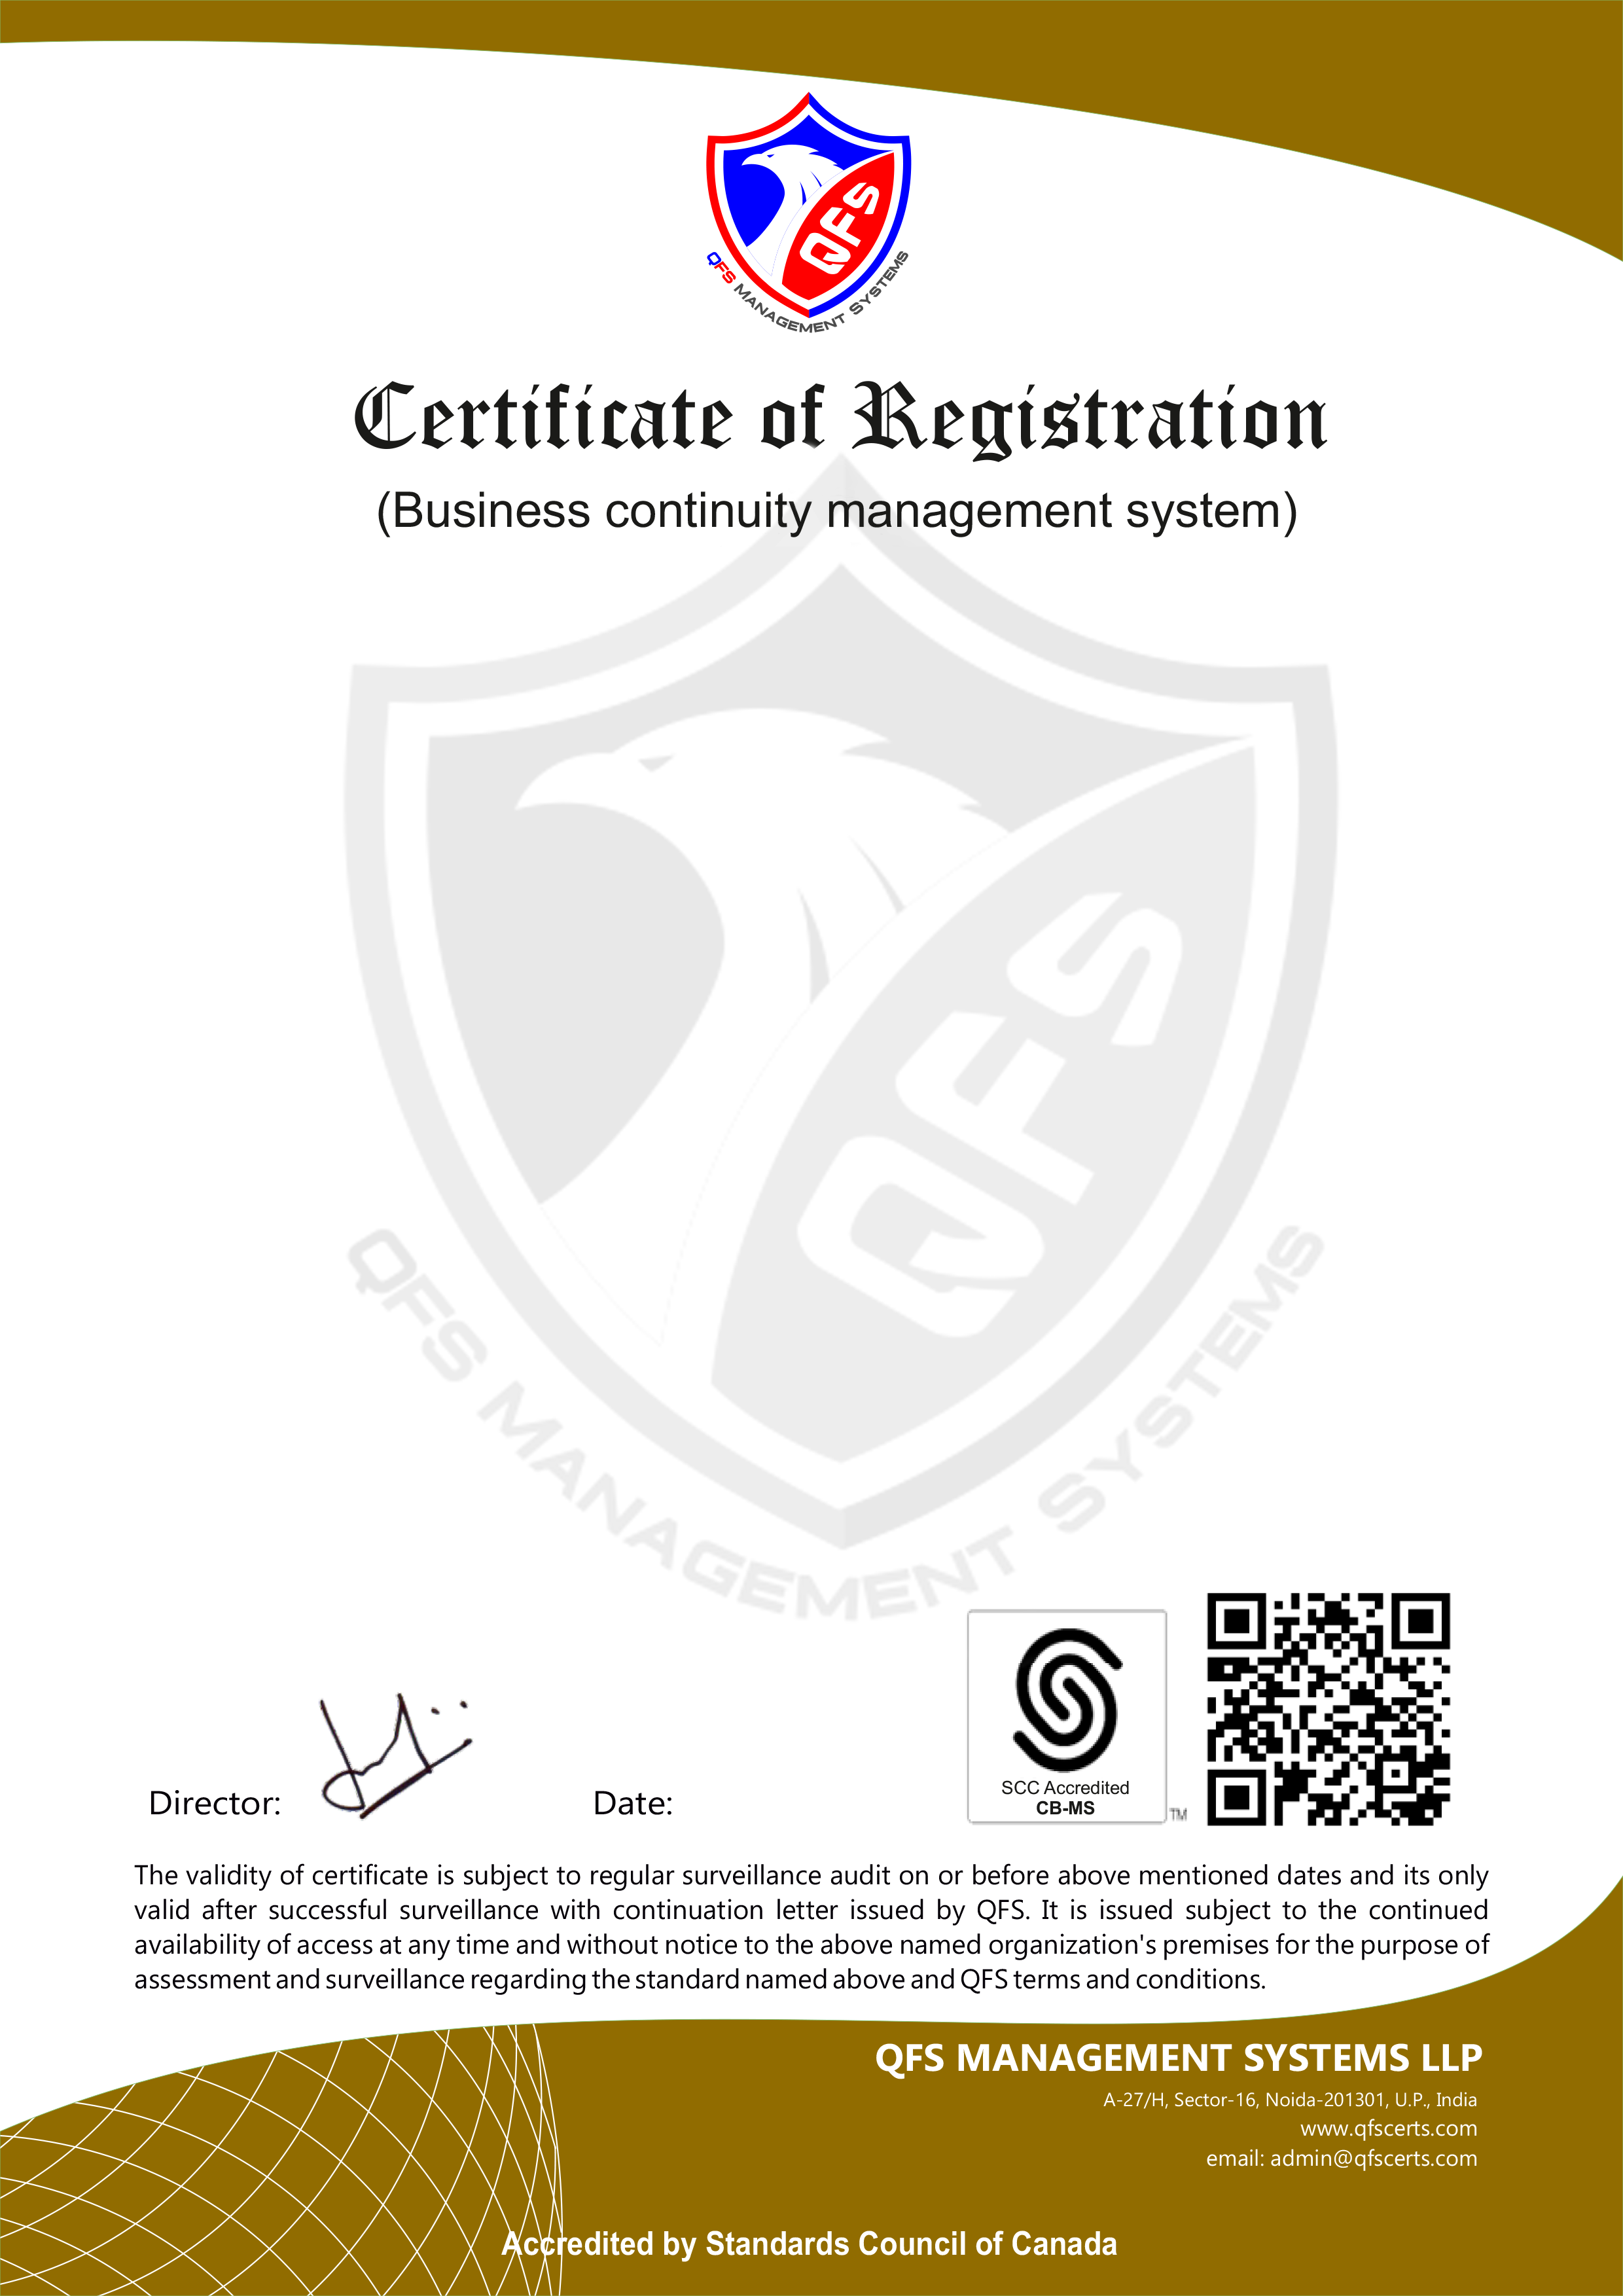 QFS
QFS MANAGEMENT SYSTEMS
Certificate of Registration
(Business continuity management system)
QFS
QFS MANAGEMENT SYSTEMS
SCC Accredited
CB-MS
TM
Director:
Date:
The validity of certificate is subject to regular surveillance audit on or before above mentioned dates and its only
valid after successful surveillance with continuation letter issued by QFS. It is issued subject to the continued
availability of access at any time and without notice to the above named organization's premises for the purpose of
assessment and surveillance regarding the standard named above and QFS terms and conditions.
QFS MANAGEMENT SYSTEMS LLP
A-27/H, Sector-16, Noida-201301, U.P., India
www.qfscerts.com
email: admin@qfscerts.com
Accredited by Standards Council of Canada